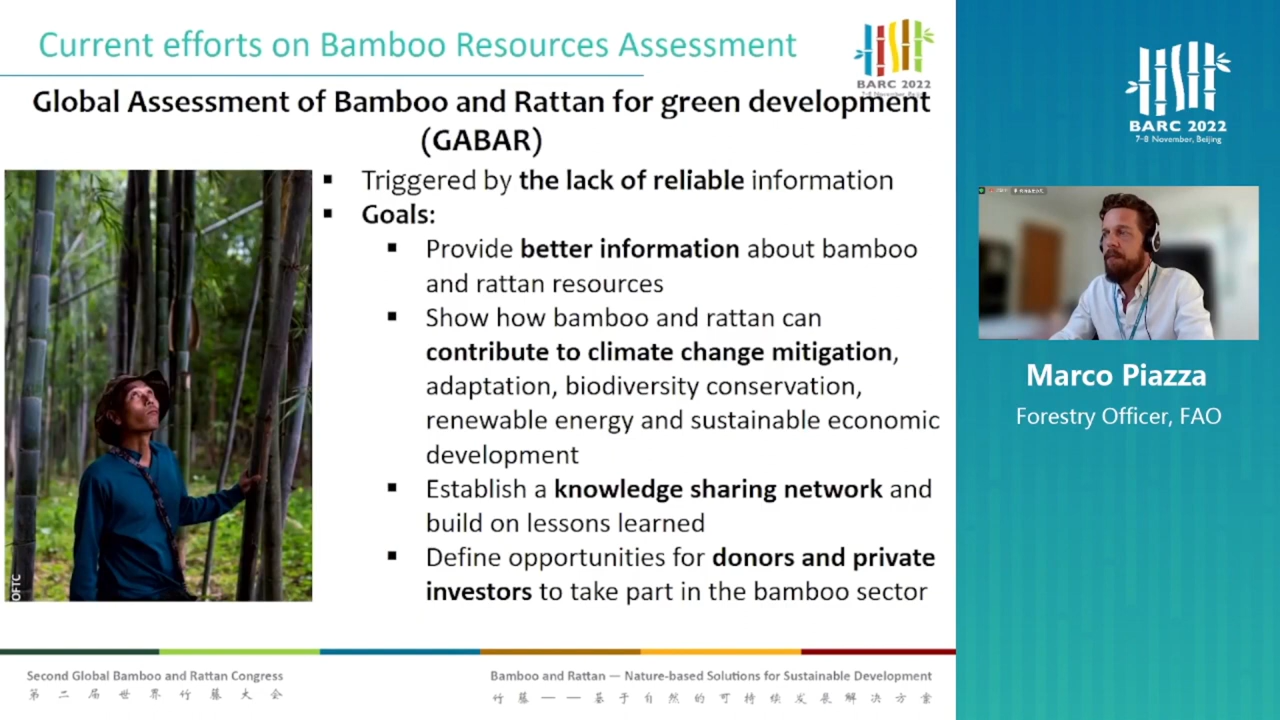 Current efforts on Bamboo Resources Assessment
BARC 2022
Global Assessment of Bamboo and Rattan for green development
(GABAR)
▪ Triggered by the lack of reliable information
▪ Goals:
▪ Provide better information about bamboo
and rattan resources
▪ Show how bamboo and rattan can
contribute to climate change mitigation,
adaptation, biodiversity conservation,
renewable energy and sustainable economic
development
▪ Establish a knowledge sharing network and
build on lessons learned
▪ Define opportunities for donors and private
investors to take part in the bamboo sector
OFTC
Second Global Bamboo and Rattan Congress
第二届世界竹藤大会
Bamboo and Rattan — Nature-based Solutions for Sustainable Development
竹藤——基于自然的可持续发展解决方案
BARC 2022
7-8 November, Beijing
Marco Piazza
Forestry Officer, FAO